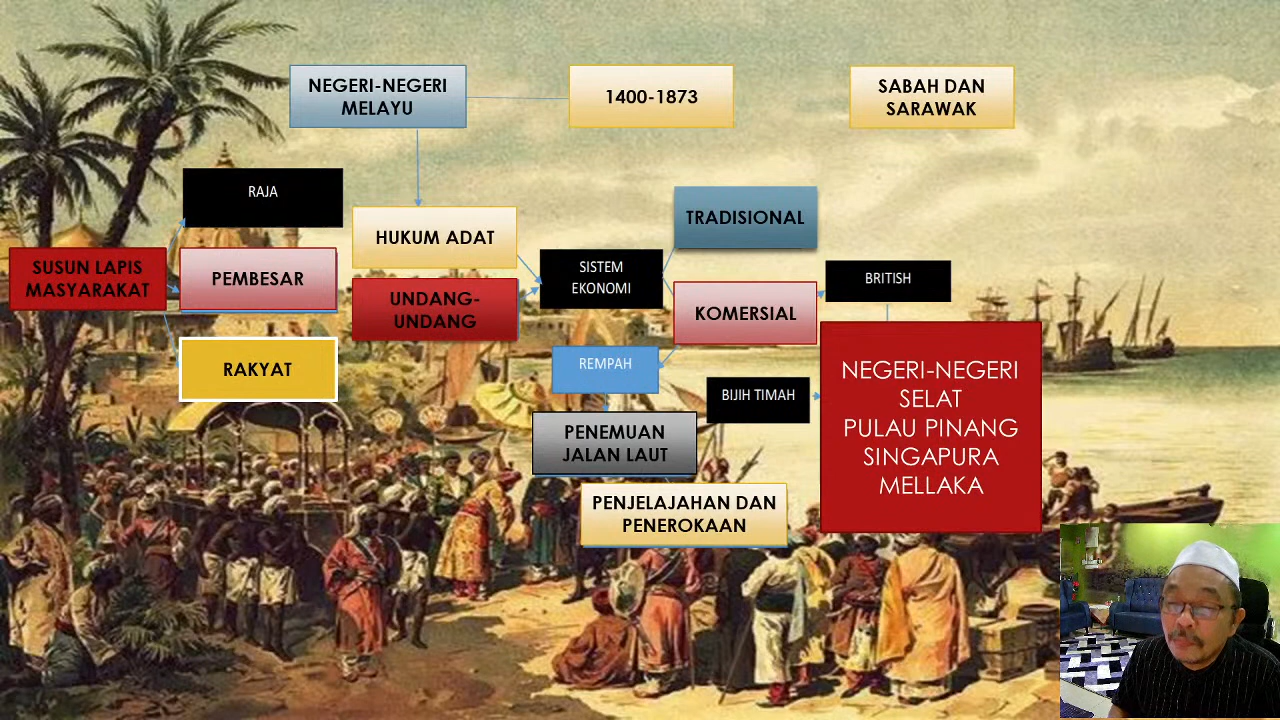 NEGERI-NEGERI
MELAYU
1400-1873
SABAH DAN
SARAWAK
RAJA
HUKUM ADAT
TRADISIONAL
SUSUN LAPIS
MASYARAKAT
PEMBESAR
UNDANG-
UNDANG
SISTEM
EKONOMI
KOMERSIAL
BRITISH
RAKYAT
REMPAH
BIJIH TIMAH
NEGERI-NEGERI
SELAT
PULAU PINANG
SINGAPURA
MELLAKA
PENEMUAN
JALAN LAUT
PENJELAJAHAN DAN
PENEROKAAN